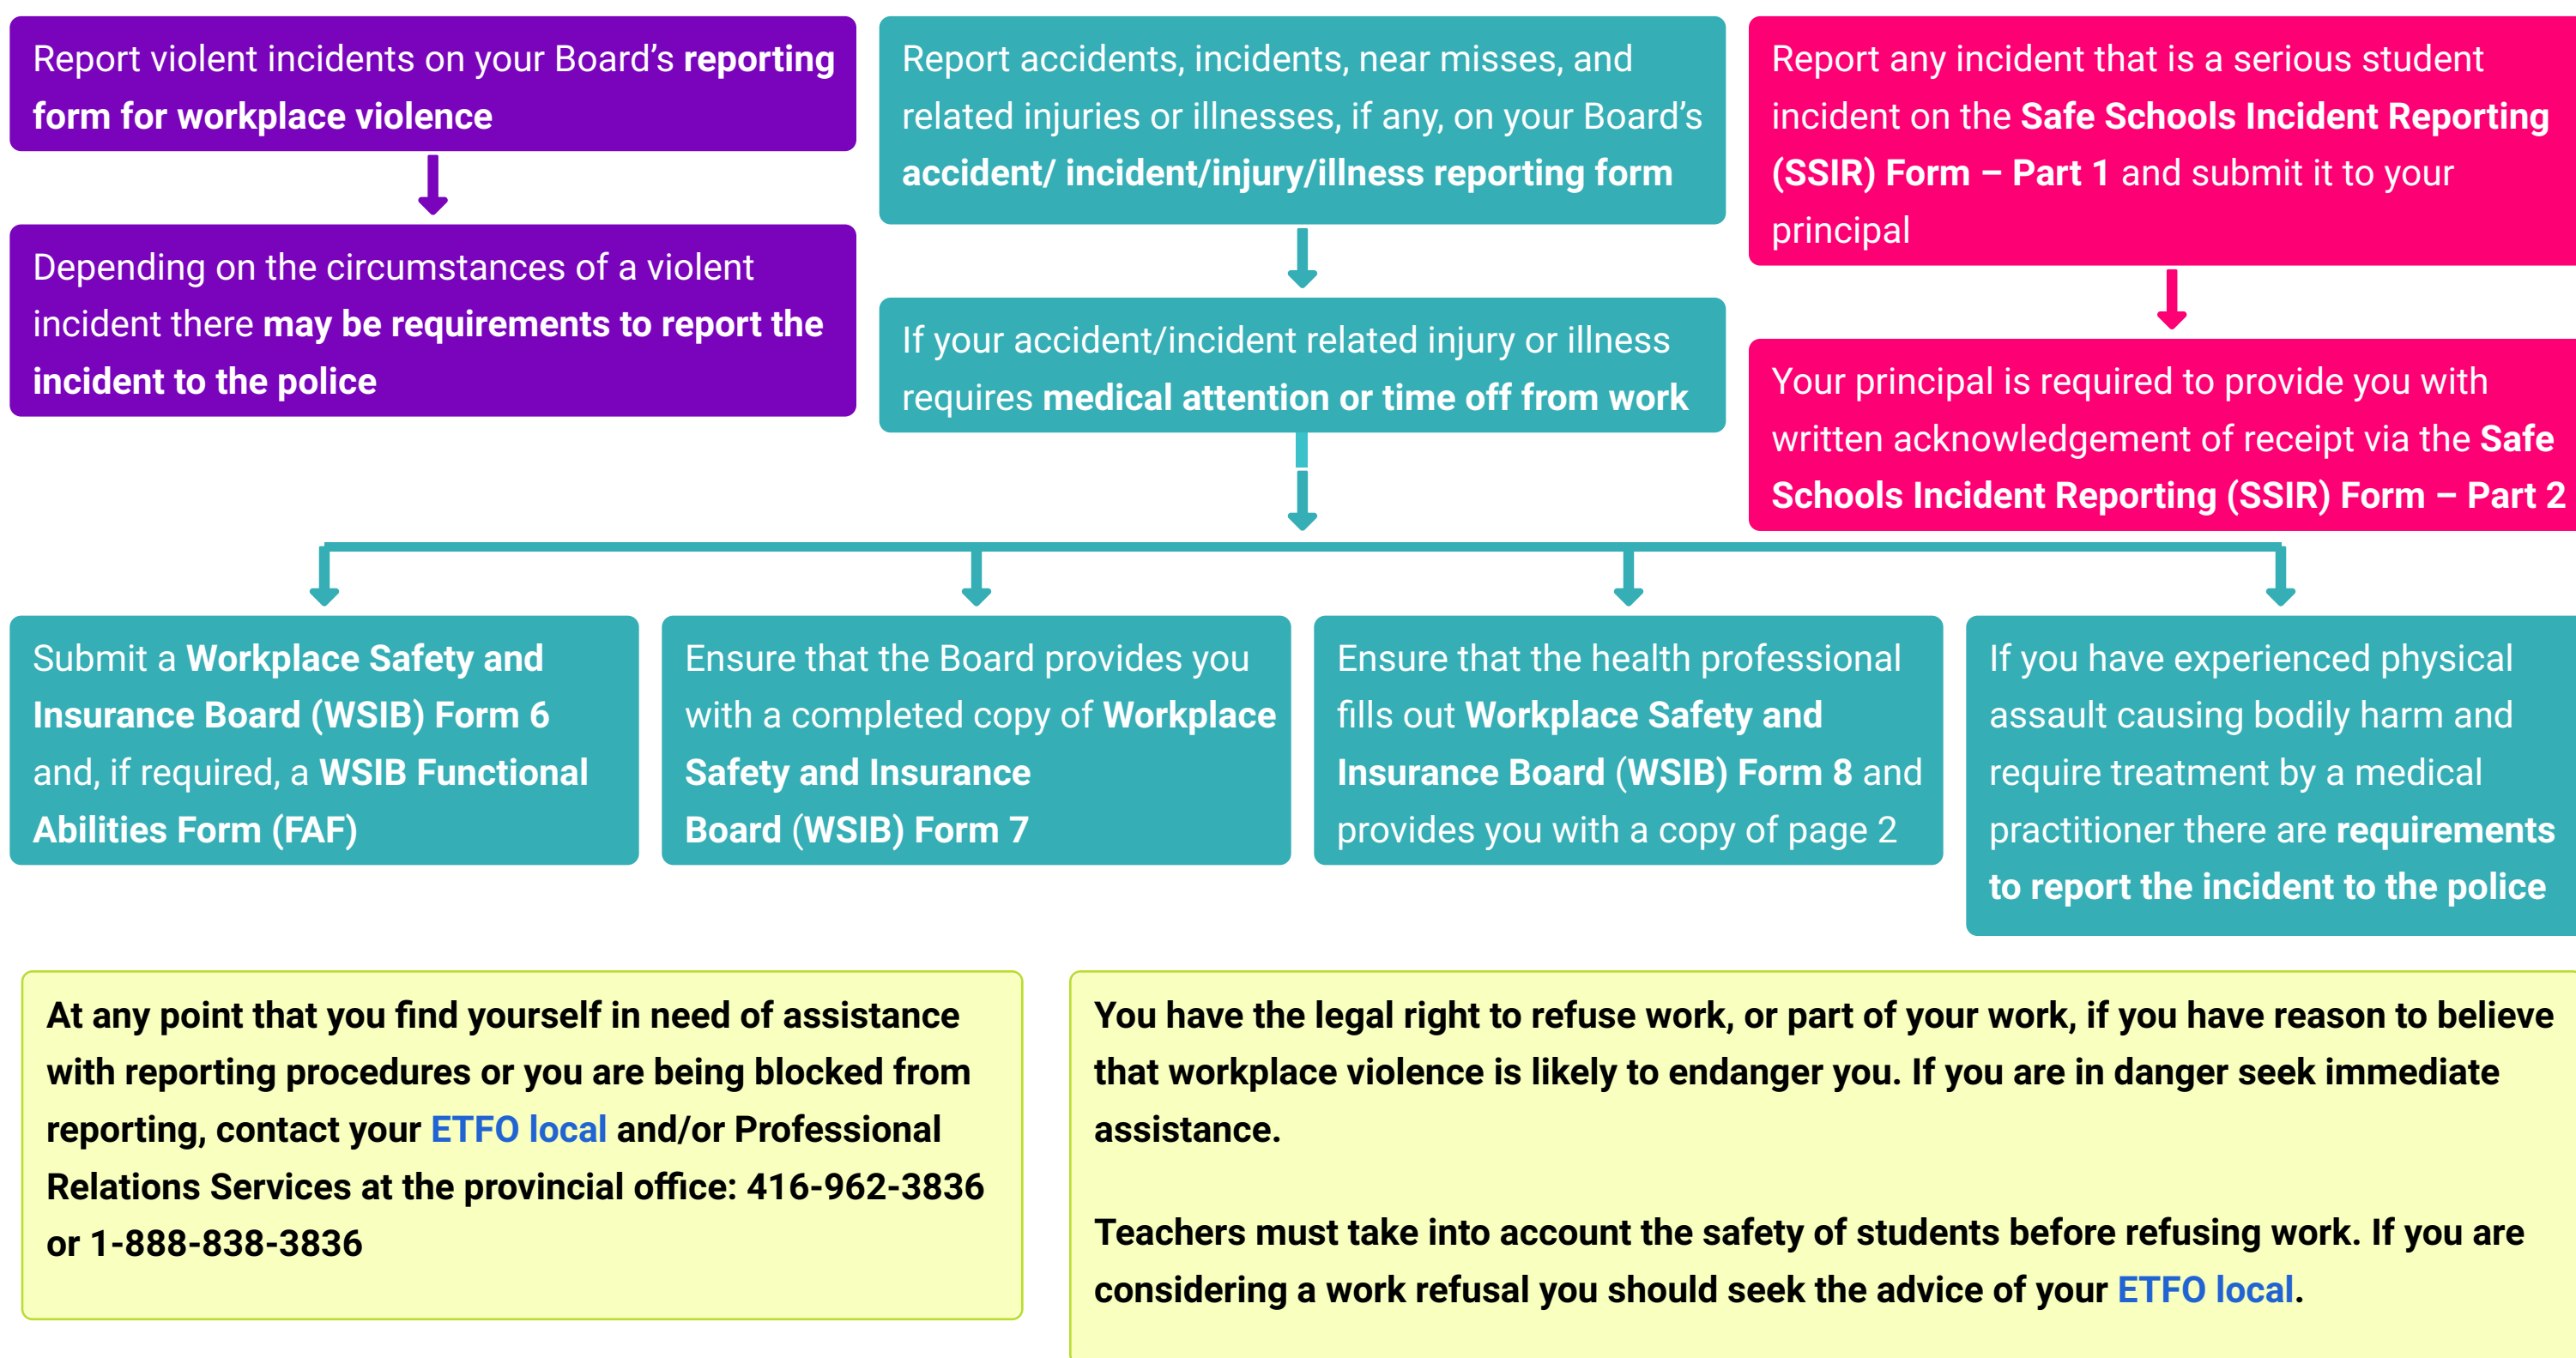 Report violent incidents on your Board’s reporting
form for workplace violence
Depending on the circumstances of a violent
incident there may be requirements to report the
incident to the police
Report accidents, incidents, near misses, and
related injuries or illnesses, if any, on your Board’s
accident/ incident/injury/illness reporting form
If your accident/incident related injury or illness
requires medical attention or time off from work
Report any incident that is a serious student
incident on the Safe Schools Incident Reporting
(SSIR) Form – Part 1 and submit it to your
principal
Your principal is required to provide you with
written acknowledgement of receipt via the Safe
Schools Incident Reporting (SSIR) Form – Part 2
Submit a Workplace Safety and
Insurance Board (WSIB) Form 6
and, if required, a WSIB Functional
Abilities Form (FAF)
Ensure that the Board provides you
with a completed copy of Workplace
Safety and Insurance
Board (WSIB) Form 7
Ensure that the health professional
fills out Workplace Safety and
Insurance Board (WSIB) Form 8 and
provides you with a copy of page 2
If you have experienced physical
assault causing bodily harm and
require treatment by a medical
practitioner there are requirements
to report the incident to the police
At any point that you find yourself in need of assistance
with reporting procedures or you are being blocked from
reporting, contact your ETFO local and/or Professional
Relations Services at the provincial office: 416-962-3836
or 1-888-838-3836
You have the legal right to refuse work, or part of your work, if you have reason to believe
that workplace violence is likely to endanger you. If you are in danger seek immediate
assistance.
Teachers must take into account the safety of students before refusing work. If you are
considering a work refusal you should seek the advice of your ETFO local.